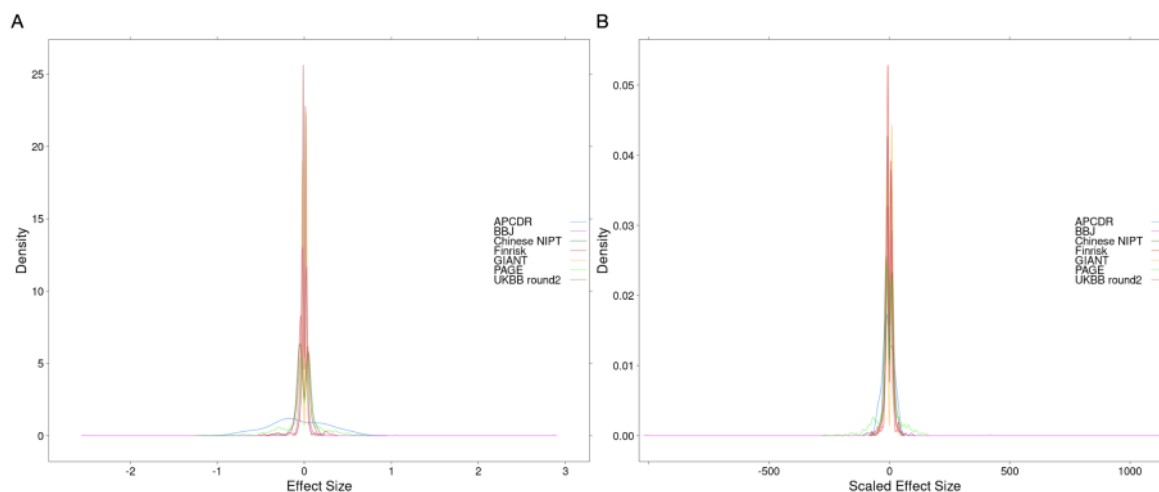 A
25
20
15
10
5
0
Density
APCDR
BBJ
Chinese NIPT
Finrisk
GIANT
PAGE
UKBB round2
-2
-1
0
1
2
3
Effect Size
B
0.05
0.04
0.03
0.02
0.01
0.00
Density
APCDR
BBJ
Chinese NIPT
Finrisk
GIANT
PAGE
UKBB round2
-500
0
500
1000
Scaled Effect Size